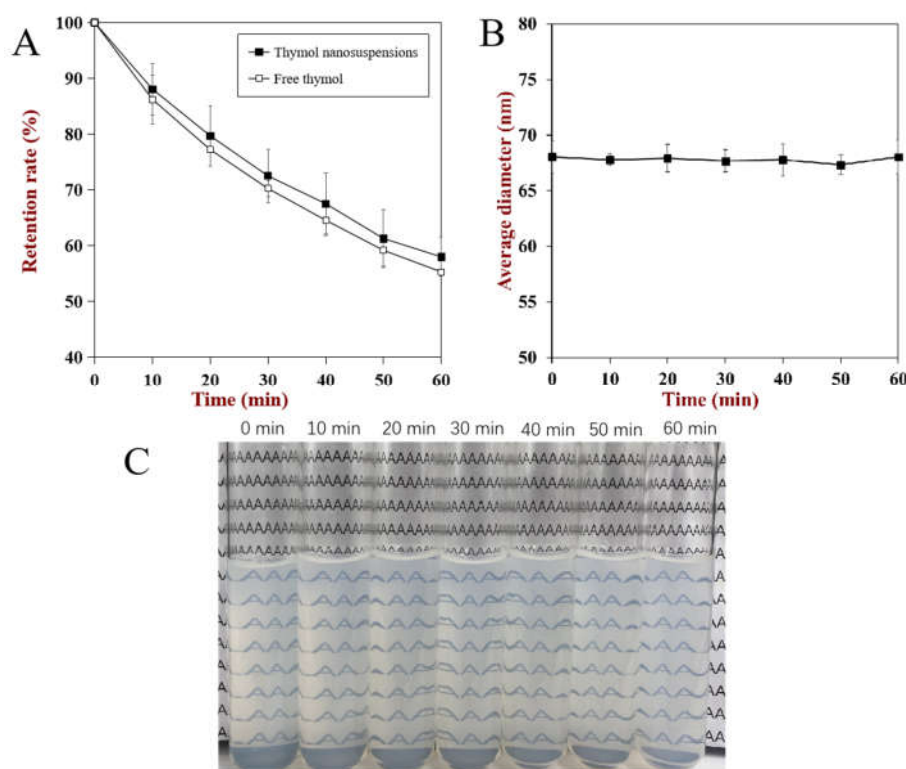 A
Retention rate (%)
100
90
80
70
60
50
40
Thymol nanosuspensions
Free thymol
0 10 20 30 40 50 60
Time (min)
B
Average diameter (nm)
80
75
70
65
60
55
50
0 10 20 30 40 50 60
Time (min)
C
0 min 10 min 20 min 30 min 40 min 50 min 60 min